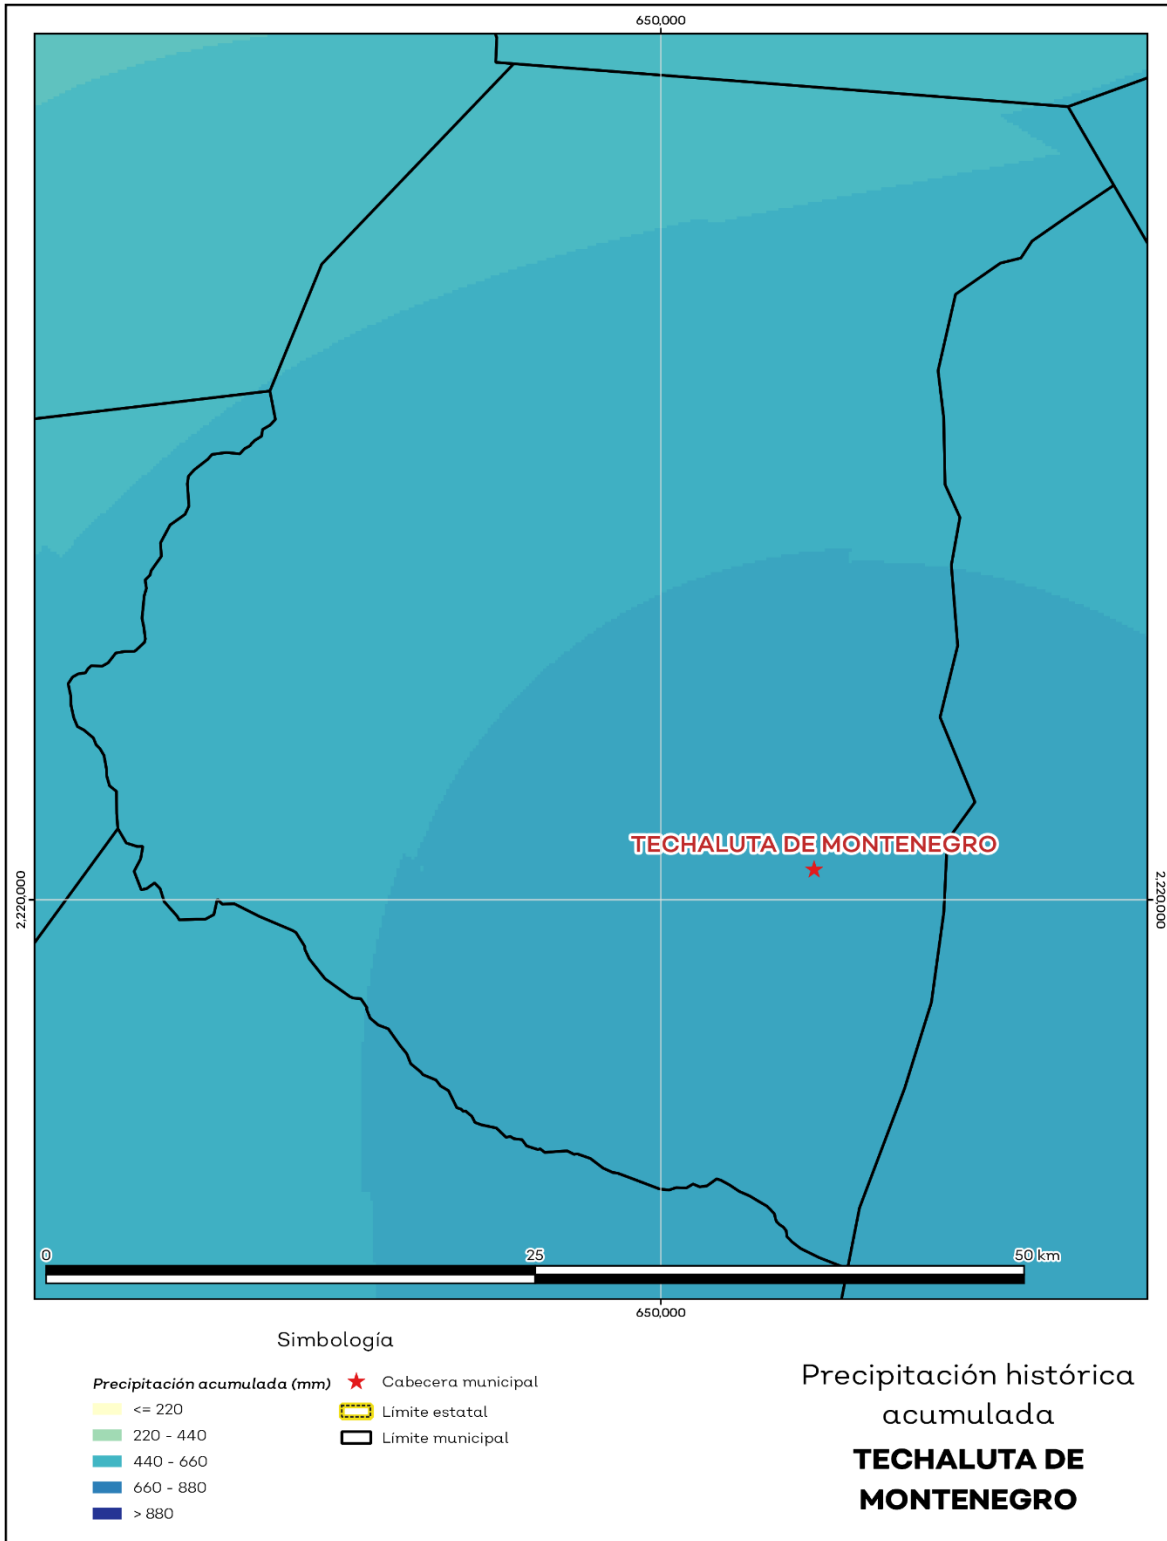 650,000
2,220,000
2,220,000
TECHALUTA DE MONTENEGRO
0
25
50 km
650,000
Simbología
Precipitación acumulada (mm)
<= 220
220 - 440
440 - 660
660 - 880
> 880
Cabecera municipal
Límite estatal
Límite municipal
Precipitación histórica
acumulada
TECHALUTA DE
MONTENEGRO